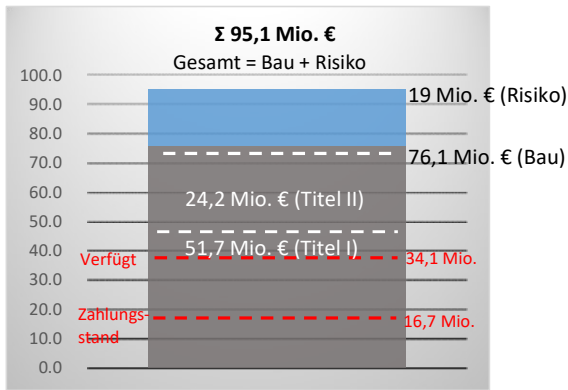 Σ 95,1 Mio. €
Gesamt = Bau + Risiko
100.0
90.0
80.0
70.0
60.0
50.0
40.0
30.0
20.0
10.0
0.0
19 Mio. € (Risiko)
76,1 Mio. € (Bau)
24,2 Mio. € (Titel II)
51,7 Mio. € (Titel I)
Verfügt
34,1 Mio.
Zahlungs-
stand
16,7 Mio.